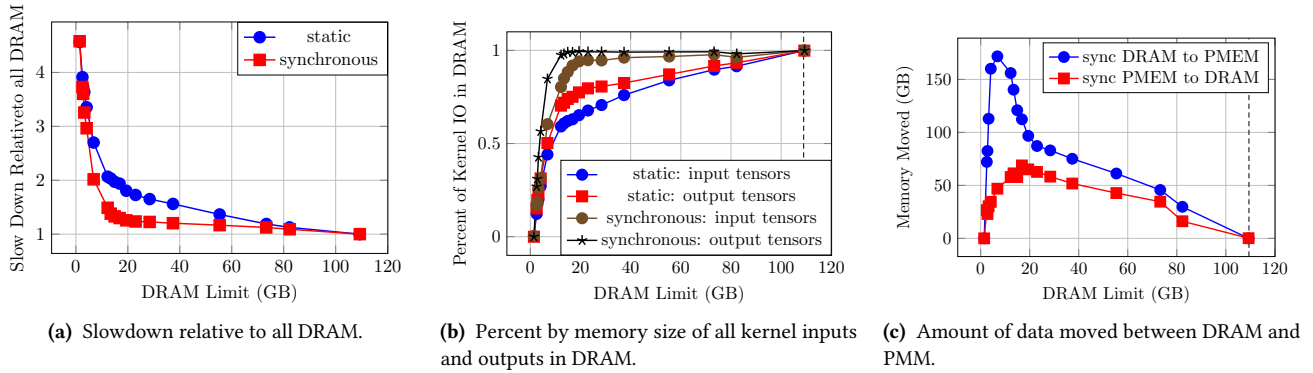 Slow Down Relativeto all DRAM
4
3
2
1
0 20 40 60 80 100 120
DRAM Limit (GB)
static
synchronous
(a) Slowdown relative to all DRAM.
Percent of Kernel IO in DRAM
1
0.5
0
0 20 40 60 80 100 120
DRAM Limit (GB)
static: input tensors
static: output tensors
synchronous: input tensors
synchronous: output tensors
(b) Percent by memory size of all kernel inputs
and outputs in DRAM.
Memory Moved (GB)
150
100
50
0
0 20 40 60 80 100 120
DRAM Limit (GB)
sync DRAM to PMEM
sync PMEM to DRAM
(c) Amount of data moved between DRAM and
PMM.